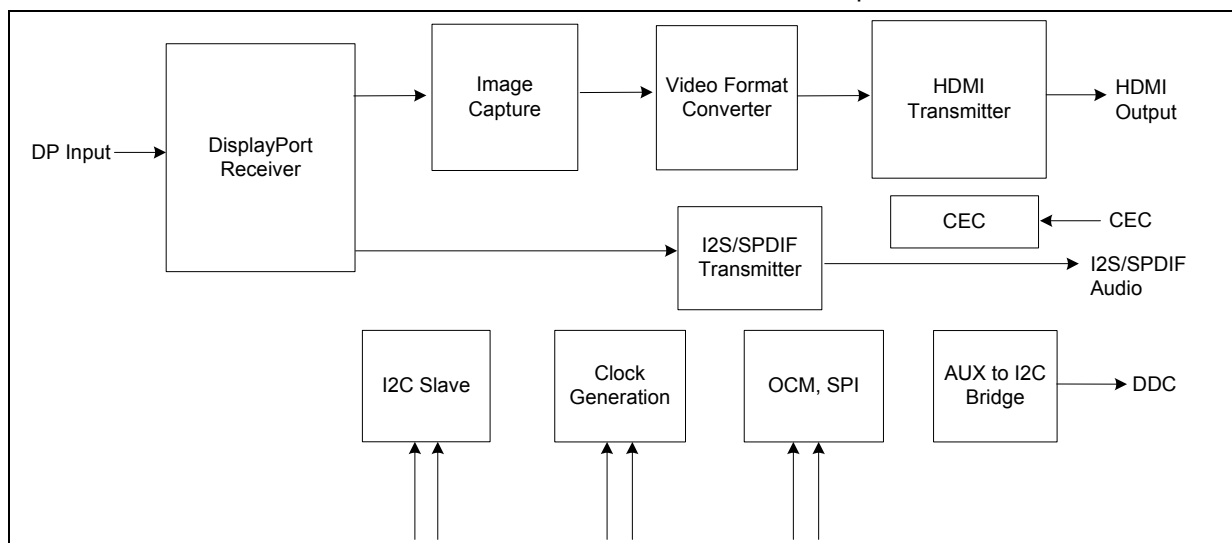 Image
Capture
Video Format
Converter
HDMI
Transmitter
HDMI
Output
DP Input
DisplayPort
Receiver
CEC
CEC
I2S/SPDIF
Transmitter
I2S/SPDIF
Audio
I2C Slave
Clock
Generation
OCM, SPI
AUX to I2C
Bridge
DDC